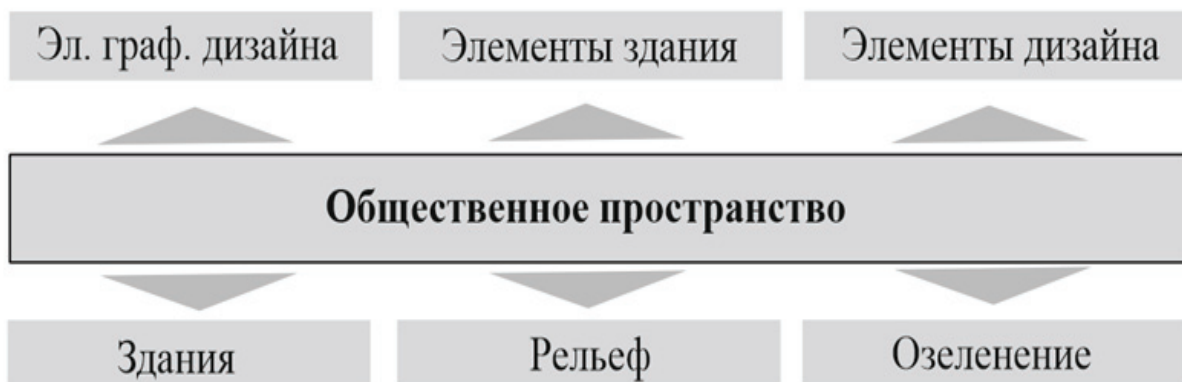 Эл. граф. дизайна
Элементы здания
Элементы дизайна
Общественное пространство
Здания
Рельеф
Озеленение